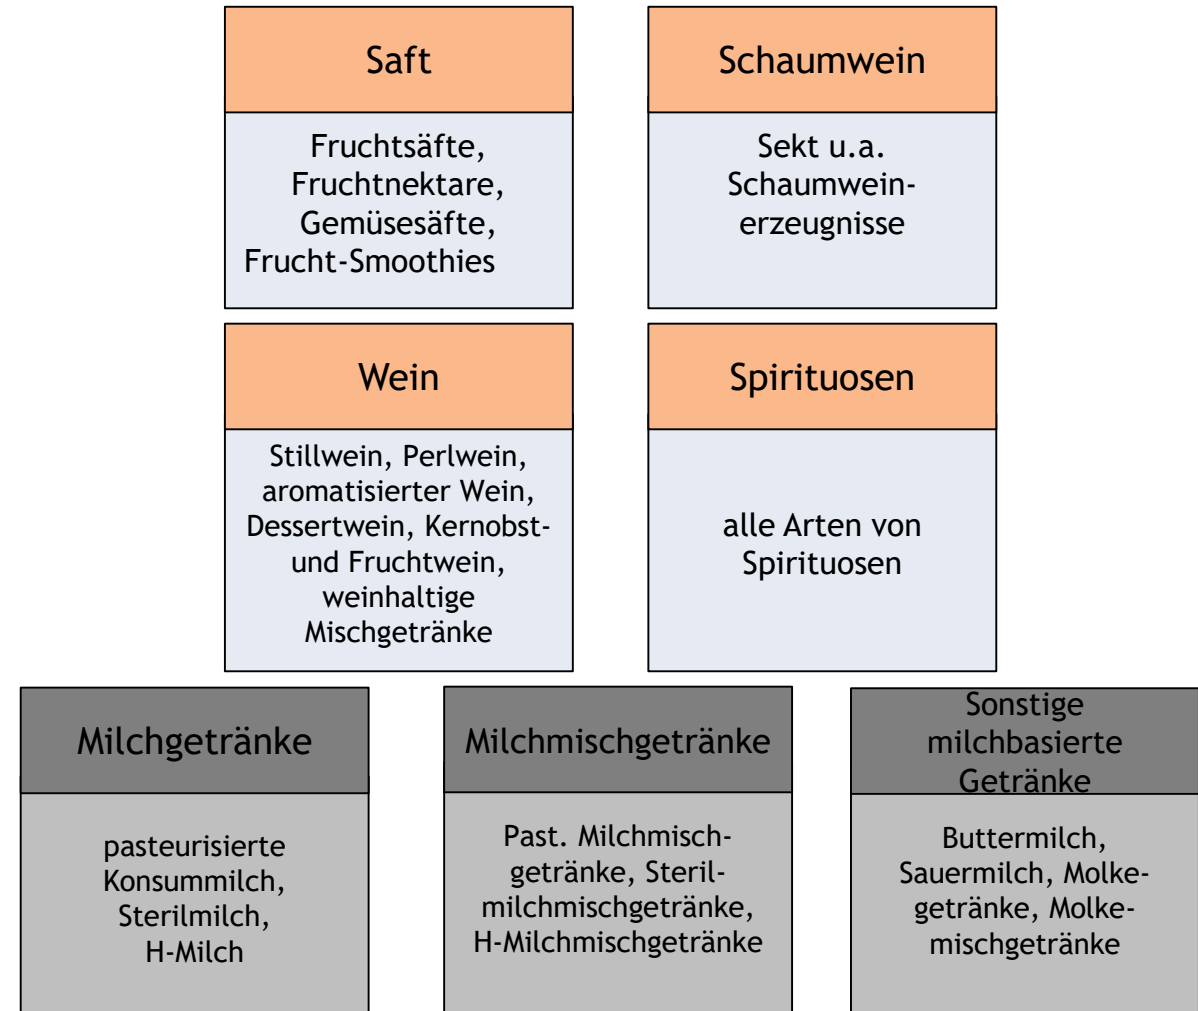 Saft
Fruchtsäfte,
Fruchtnektare,
Gemüsesäfte,
Frucht-Smoothies
Schaumwein
Sekt u.a.
Schaumwein-
erzeugnisse
Wein
Stillwein, Perlwein,
aromatisierter Wein,
Dessertwein, Kernobst-
und Fruchtwein,
weinhaltige
Mischgetränke
Spirituosen
alle Arten von
Spirituosen
Milchgetränke
pasteurisierte
Konsummilch,
Sterilmilch,
H-Milch
Milchmischgetränke
Past. Milchmisch-
getränke, Steril-
milchmischgetränke,
H-Milchmischgetränke
Sonstige
milchbasierte
Getränke
Buttermilch,
Sauermilch, Molke-
getränke, Molke-
mischgetränke